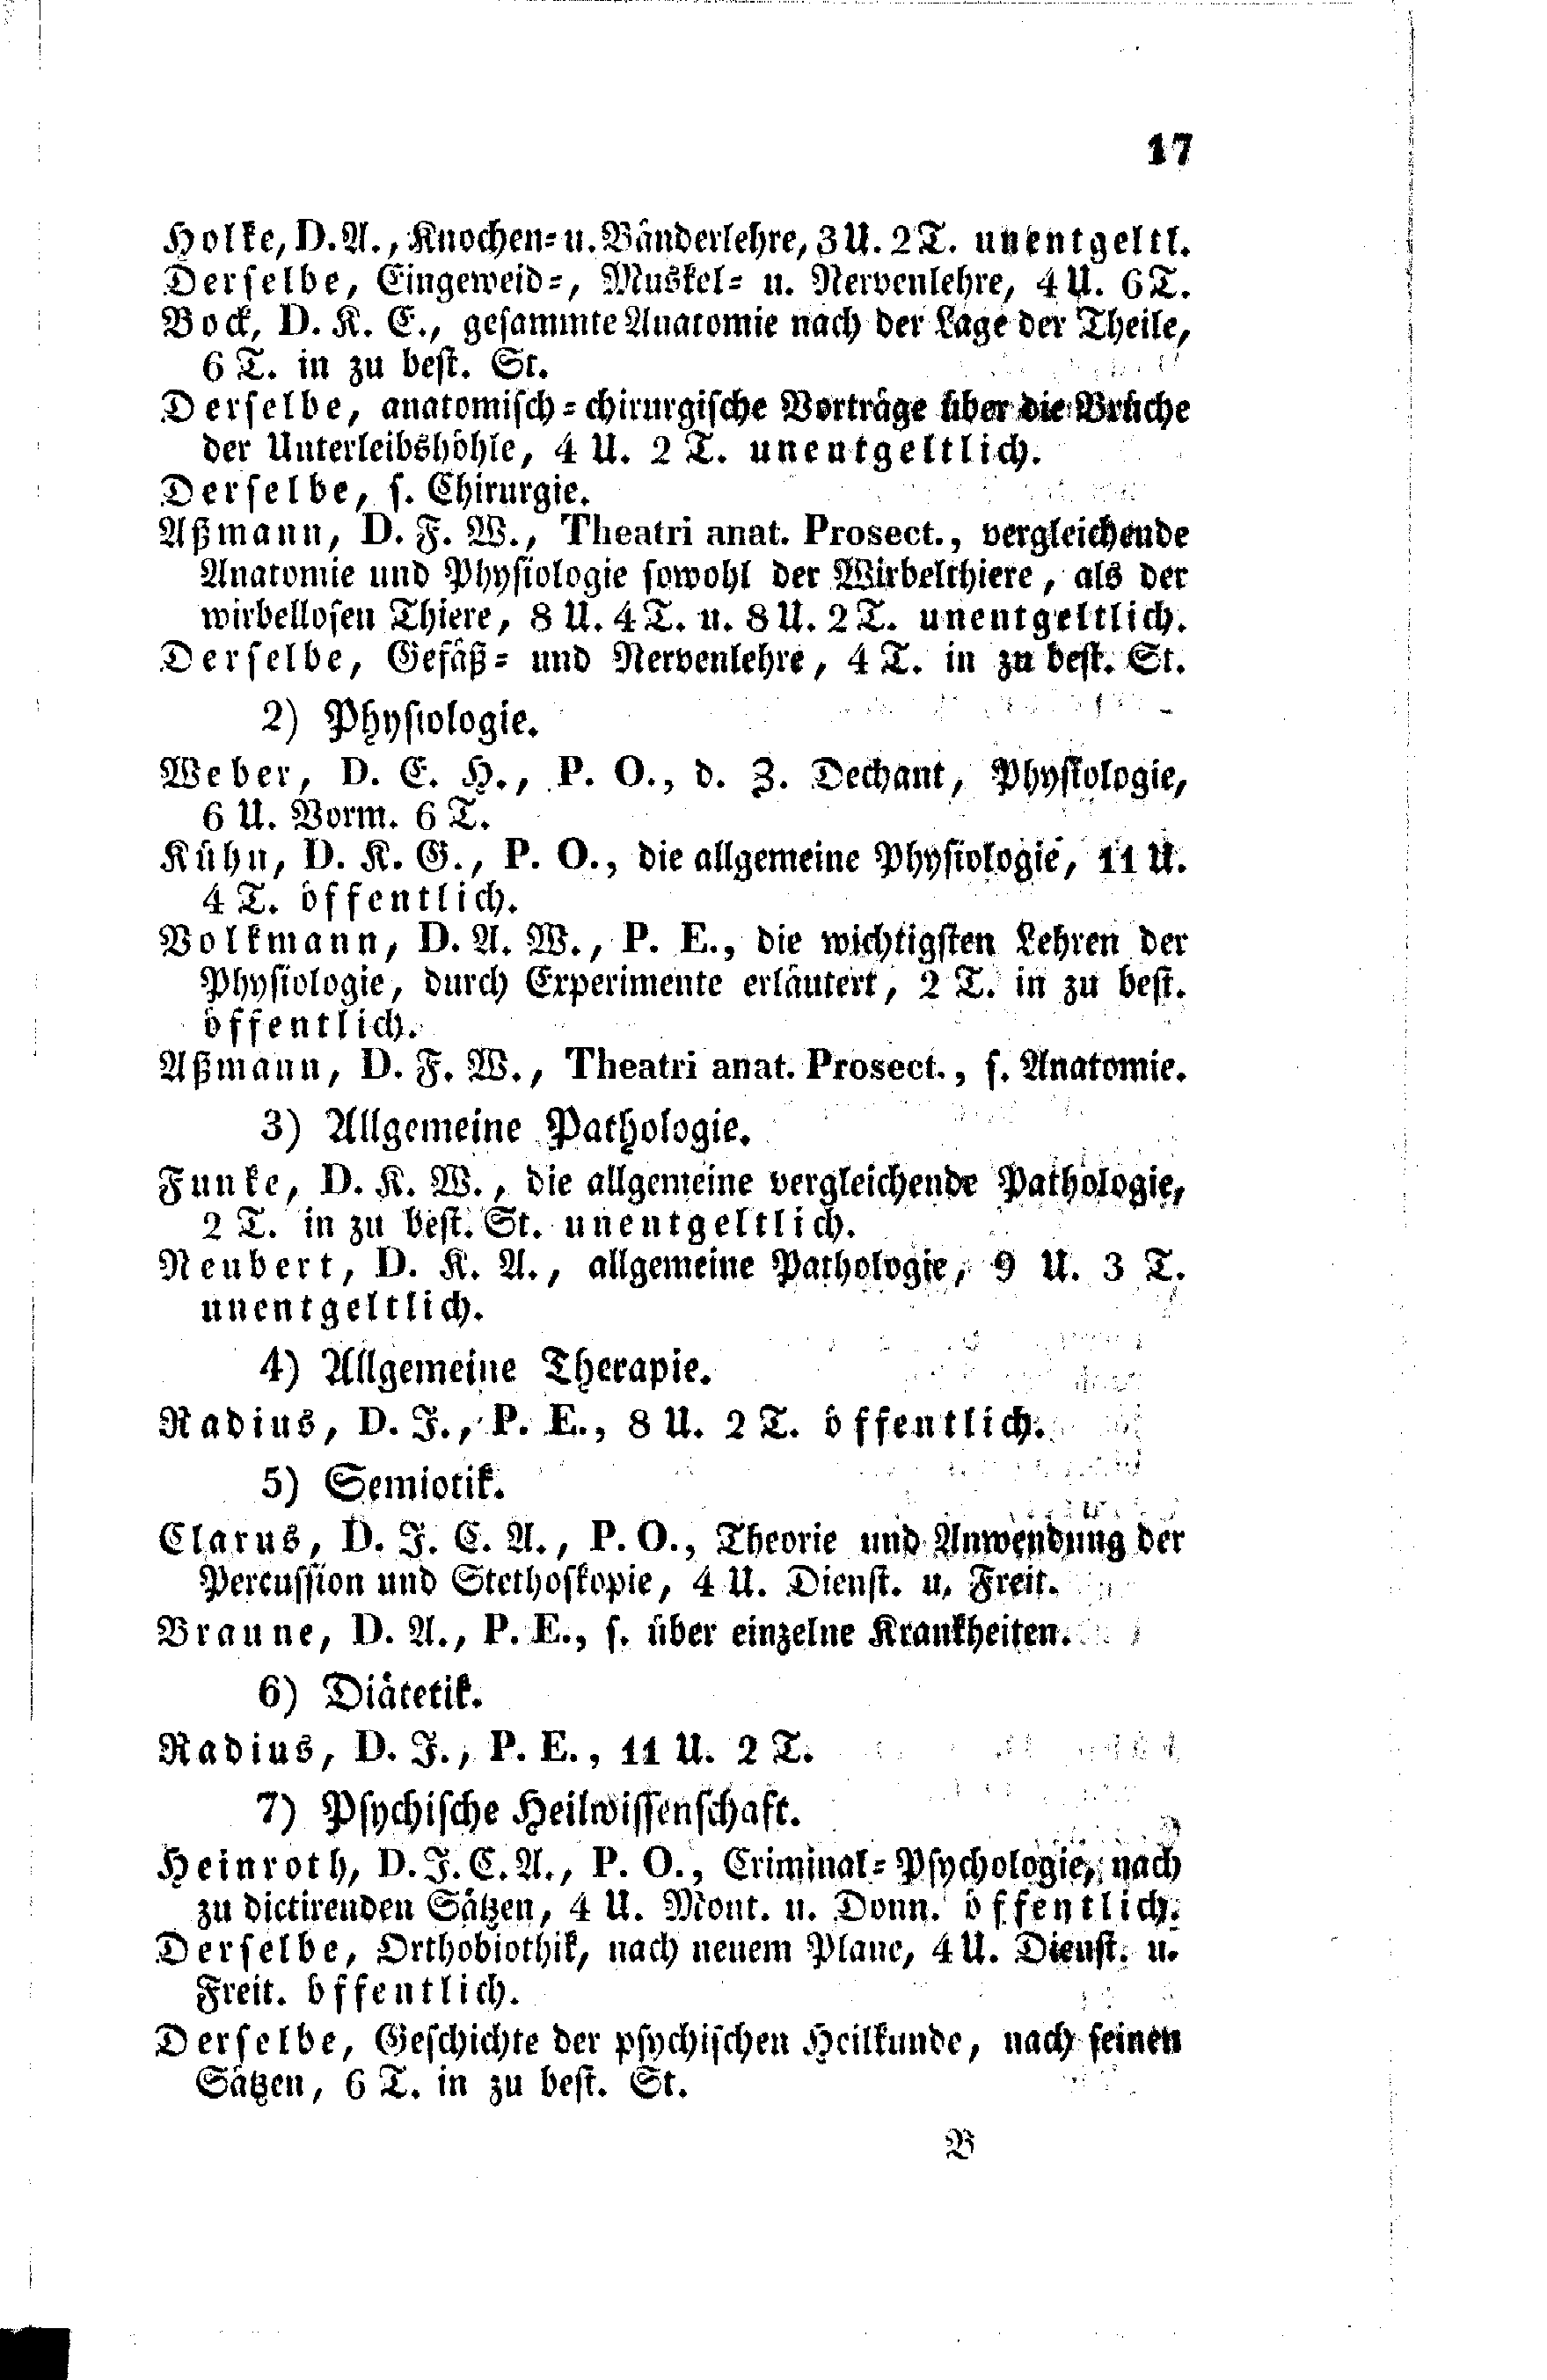 17
Holke, D. A., Knochen- u. Bänderlehre, 3 U. 2 T. unentgeltl.
Derselbe, Eingeweid-, Muskel- u. Nervenlehre, 4 U. 6 T.
Bock, D. K. E., gesammte Anatomie nach der Lage der Theile,
6 T. in zu best. St.
Derselbe, anatomisch-chirurgische Vorträge über die Brüche
der Unterleibshöhle, 4 U. 2 T. unentgeltlich.
Derselbe, s. Chirurgie.
Aßmann, D. F. W., Theatri anat. Prosect., vergleichende
Anatomie und Physiologie sowohl der Wirbelthiere, als der
wirbellosen Thiere, 8 U. 4 T. u. 8 U. 2 T. unentgeltlich.
Derselbe, Gefäß- und Nervenlehre, 4 T. in zu best. St.
2) Physiologie.
Weber, D. E. H., P. O., d. Z. Dechant, Physiologie,
6 U. Vorm. 6 T.
Kühn, D. K. G., P. O., die allgemeine Physiologie, 11 U.
4 T. öffentlich.
Volkmann, D. A. W., P. E., die wichtigsten Lehren der
Physiologie, durch Experimente erläutert, 2 T. in zu best.
öffentlich.
Aßmann, D. F. W., Theatri anat. Prosect., s. Anatomie.
3) Allgemeine Pathologie.
Funke, D. K. W., die allgemeine vergleichende Pathologie,
2 T. in zu best. St. unentgeltlich.
Neubert, D. K. A., allgemeine Pathologie, 9 U. 3 T.
unentgeltlich.
4) Allgemeine Therapie.
Radius, D. J., P. E., 8 U. 2 T. öffentlich.
5) Semiotik.
Clarus, D. J. C. A., P. O., Theorie und Anwendung der
Percussion und Stethoskopie, 4 U. Dienst. u. Freit.
Braune, D. A., P. E., s. über einzelne Krankheiten.
6) Diätetik.
Radius, D. J., P. E., 11 U. 2 T.
7) Psychische Heilwissenschaft.
Heinroth, D. J. C. A., P. O., Criminal-Psychologie, nach
zu dictirenden Sätzen, 4 U. Mont. u. Donn. öffentlich.
Derselbe, Orthobiothik, nach neuem Plane, 4 U. Dienst. u.
Freit. öffentlich.
Derselbe, Geschichte der psychischen Heilkunde, nach seinen
Sätzen, 6 T. in zu best. St.
B